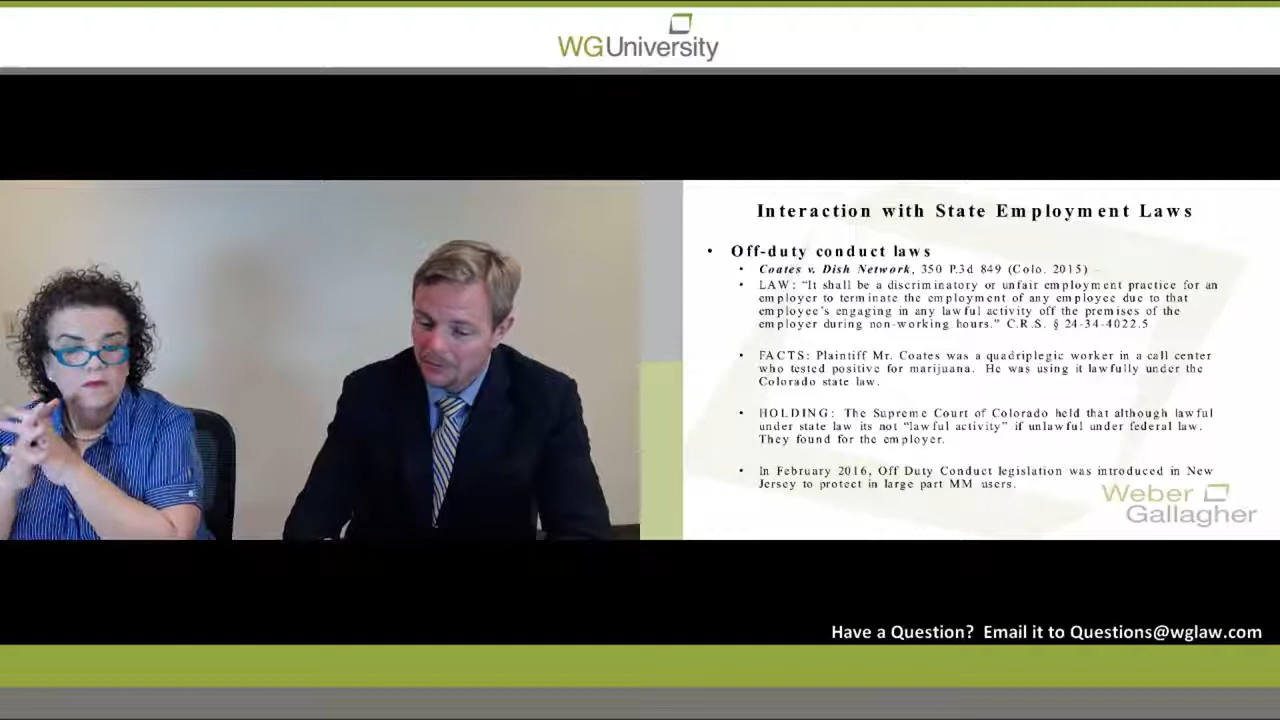 WGUniversity
Interaction with State Employment Laws
• Off-duty conduct laws
• Coates v. Dish Network, 350 P.3d 849 (Colo. 2015) –
• LAW: “It shall be a discriminatory or unfair employment practice for an
employer to terminate the employment of any employee due to that
employee’s engaging in any lawful activity off the premises of the
employer during non-working hours.” C.R.S. § 24-34-4022.5
• FACTS: Plaintiff Mr. Coates was a quadriplegic worker in a call center
who tested positive for marijuana. He was using it lawfully under the
Colorado state law.
• HOLDING: The Supreme Court of Colorado held that although lawful
under state law its not “lawful activity” if unlawful under federal law.
They found for the employer.
• In February 2016, Off Duty Conduct legislation was introduced in New
Jersey to protect in large part MM users.
Weber
Gallagher
Have a Question? Email it to Questions@wglaw.com